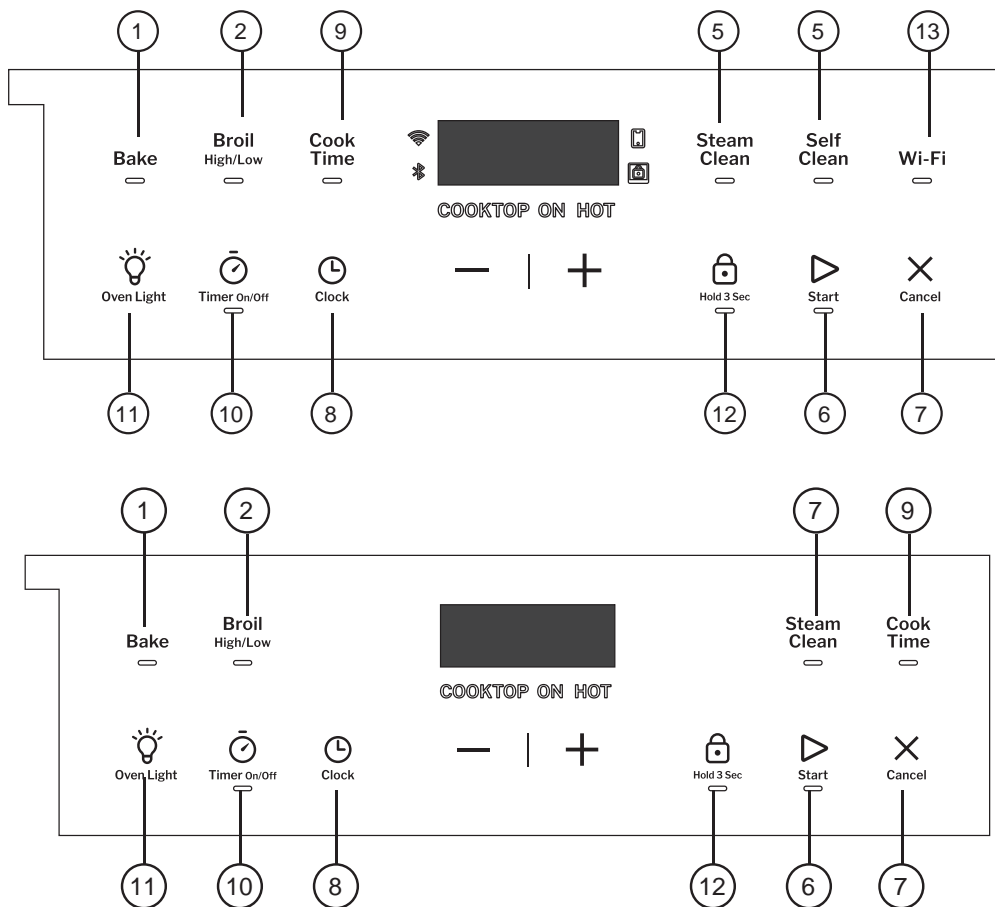 1 2 9 5 5 13
Bake
Broil
High/Low
Cook
Time
Steam
Clean
Self
Clean
Wi-Fi
COOKTOP ON HOT
Oven Light
Timer On/Off
Clock
Hold 3 Sec
Start
Cancel
11 10 8 12 6 7
1 2 7 9
Bake
Broil
High/Low
Steam
Clean
Cook
Time
COOKTOP ON HOT
Oven Light
Timer On/Off
Clock
Hold 3 Sec
Start
Cancel
11 10 8 12 6 7